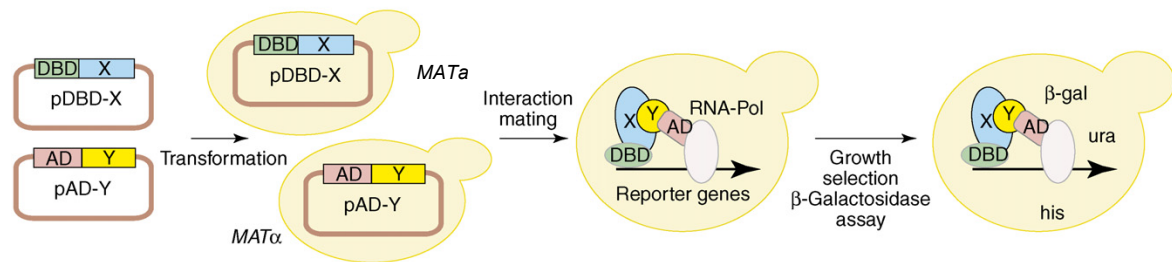 DBD X
pDBD-X
AD Y
pAD-Y
Transformation
DBD X
pDBD-X
MATa
AD Y
pAD-Y
MATα
Interaction
mating
X
Y
AD
RNA-Pol
DBD
Reporter genes
Growth
selection
β-Galactosidase
assay
X
Y
AD
DBD
β-gal
ura
his